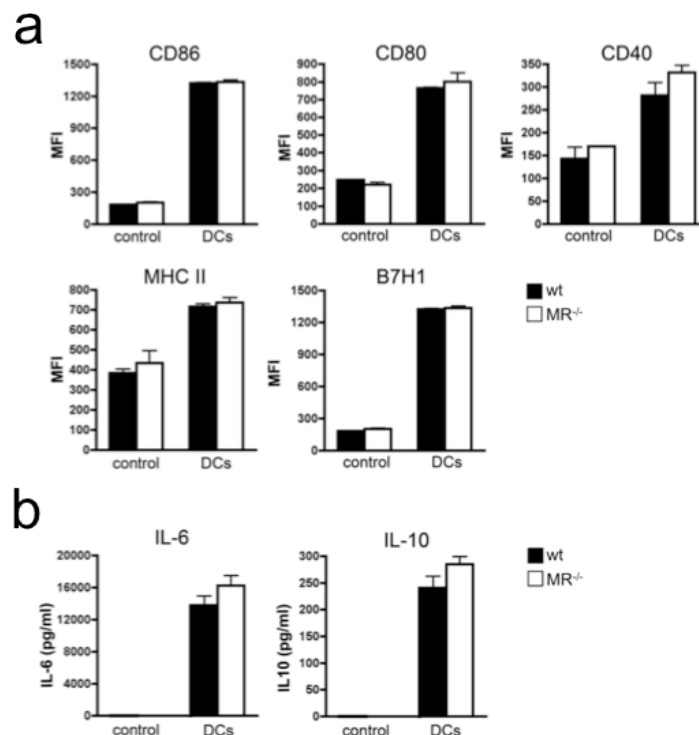 a
CD86
MFI
1500
1200
900
600
300
0
control DCs
CD80
MFI
900
800
700
600
500
400
300
200
100
0
control DCs
CD40
MFI
350
300
250
200
150
100
50
0
control DCs
MHC II
MFI
800
700
600
500
400
300
200
100
0
control DCs
B7H1
MFI
1500
1200
900
600
300
0
control DCs
wt
MR-/-
b
IL-6
IL-6 (pg/ml)
20000
16000
12000
8000
4000
0
control DCs
IL-10
IL10 (pg/ml)
300
250
200
150
100
50
0
control DCs
wt
MR-/-